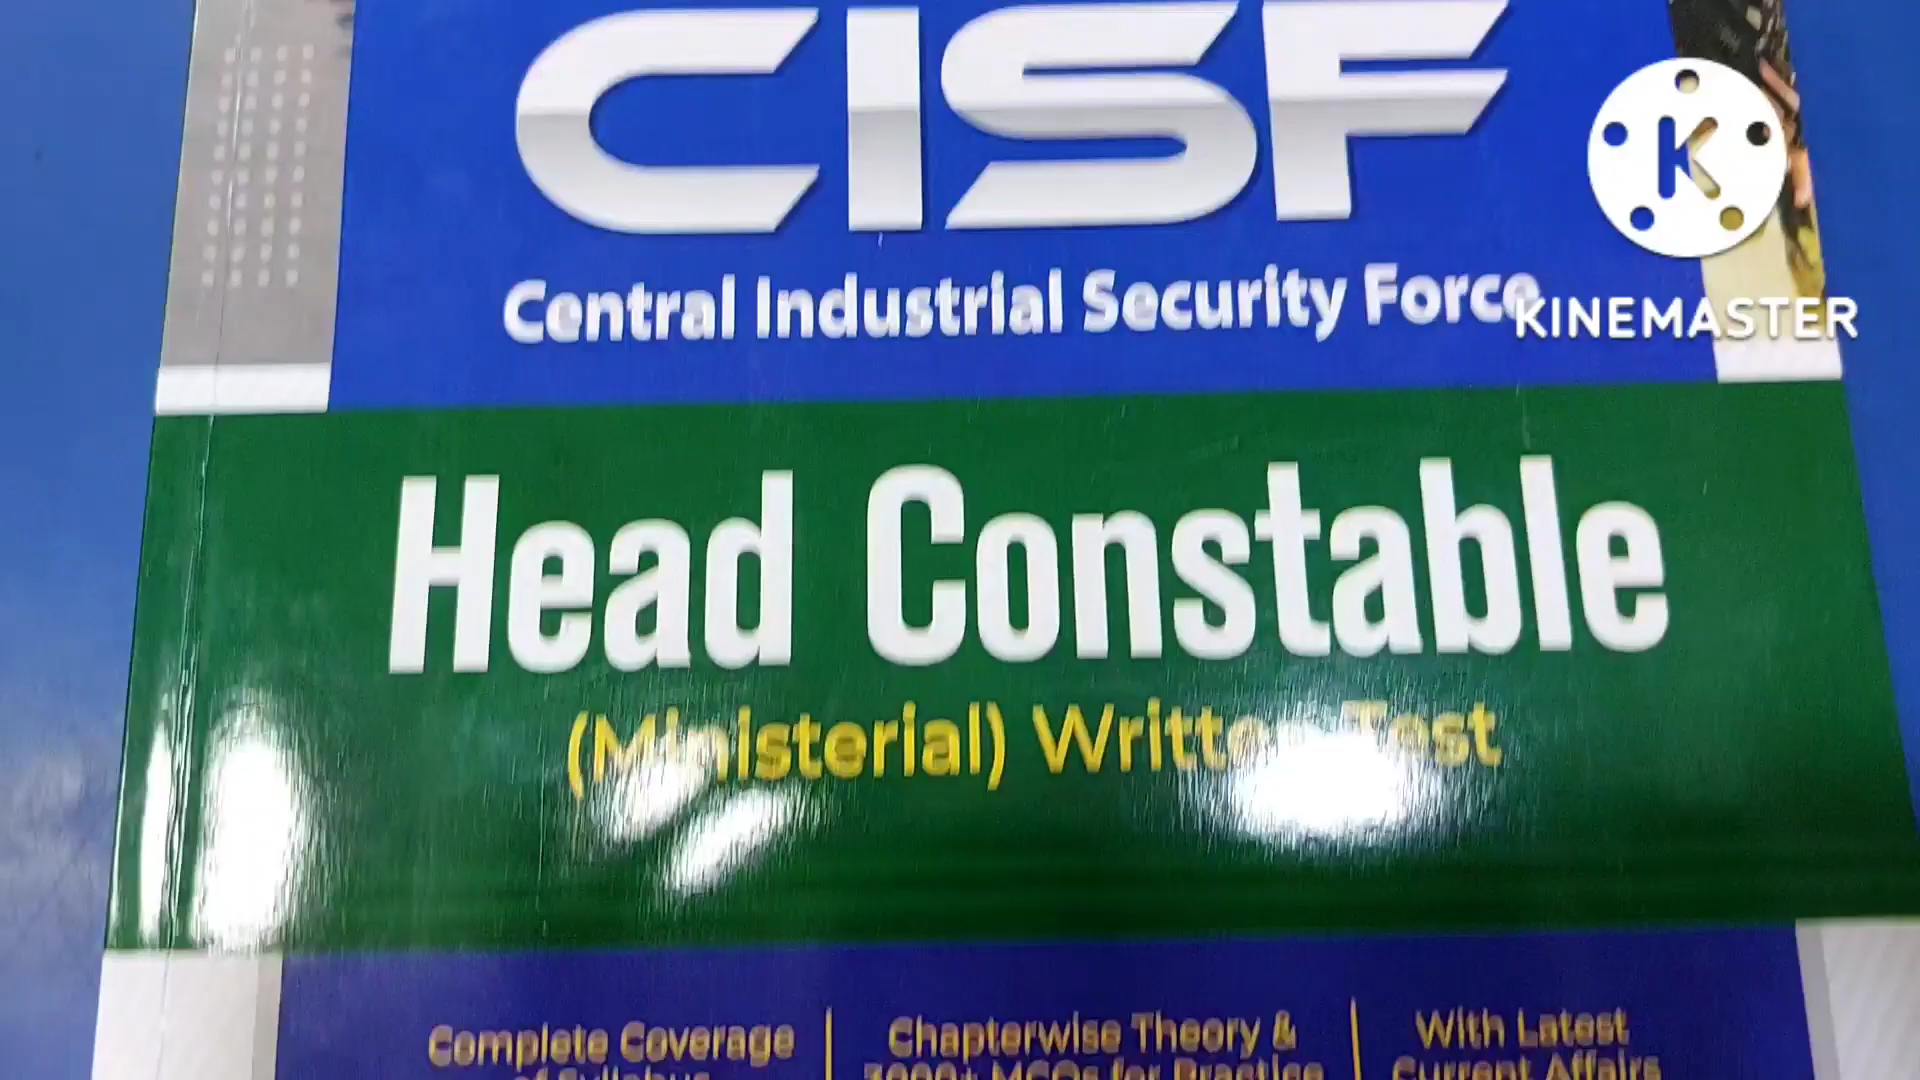 CISF
Central Industrial Security Force
K
KINEMASTER
Head Constable
(Ministerial) Written Test
Complete Coverage
of Syllabus
Chapterwise Theory &
3000+ MCQs for Practice
With Latest
Current Affairs